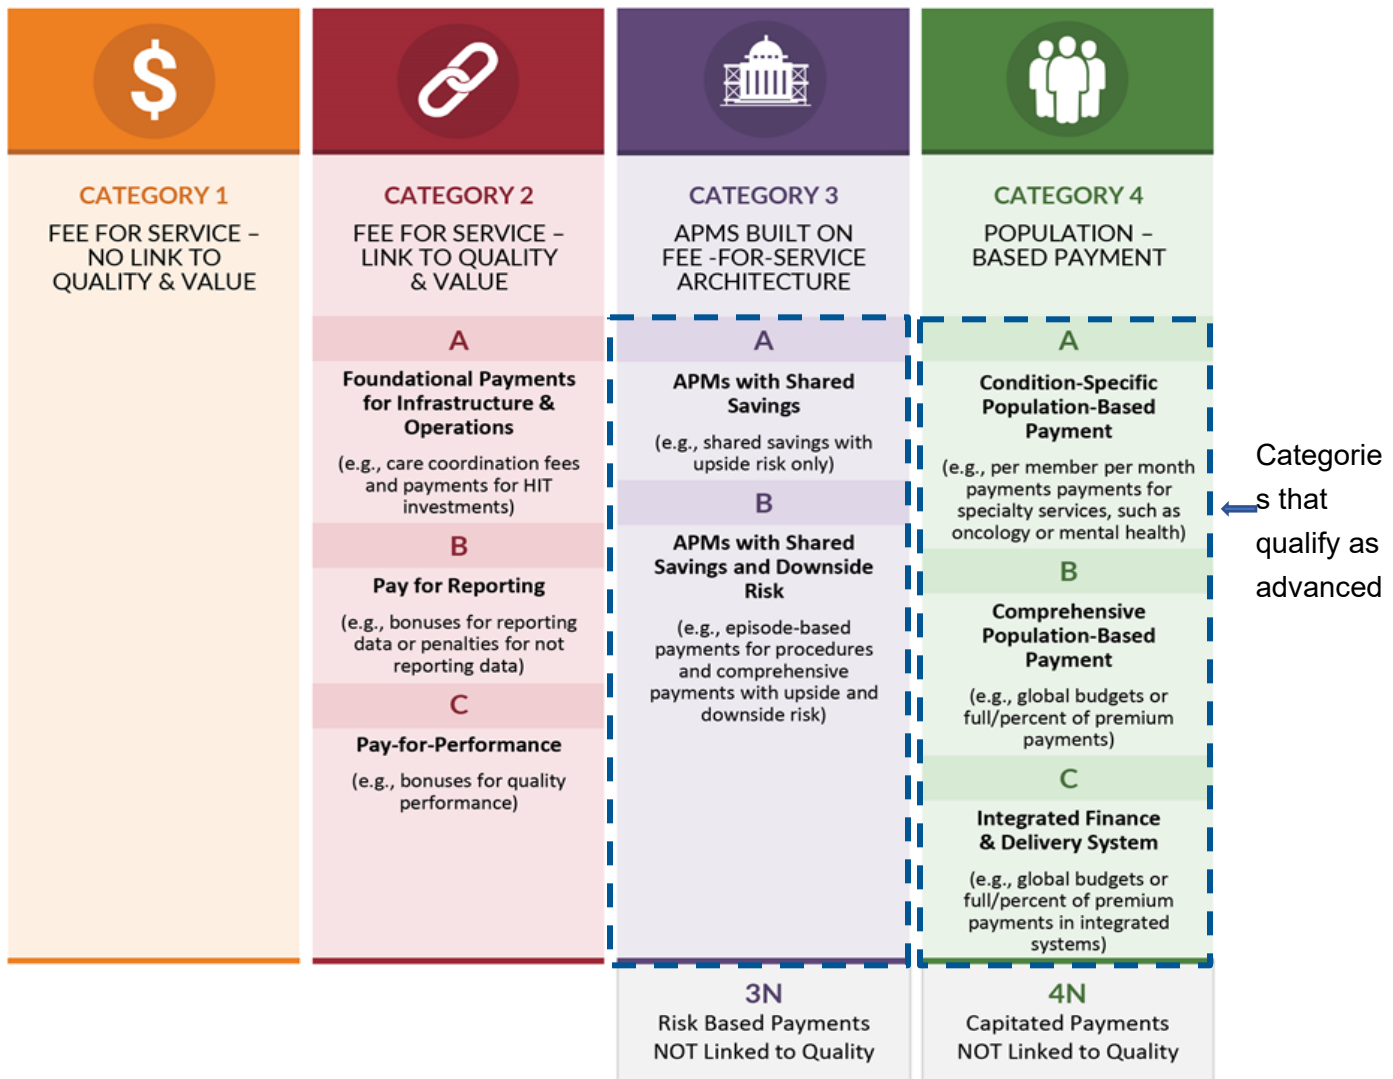 $
CATEGORY 1
FEE FOR SERVICE –
NO LINK TO
QUALITY & VALUE
CATEGORY 2
FEE FOR SERVICE –
LINK TO QUALITY
& VALUE
A
Foundational Payments
for Infrastructure &
Operations
(e.g., care coordination fees
and payments for HIT
investments)
B
Pay for Reporting
(e.g., bonuses for reporting
data or penalties for not
reporting data)
C
Pay-for-Performance
(e.g., bonuses for quality
performance)
CATEGORY 3
APMS BUILT ON
FEE -FOR-SERVICE
ARCHITECTURE
A
APMs with Shared
Savings
(e.g., shared savings with
upside risk only)
B
APMs with Shared
Savings and Downside
Risk
(e.g., episode-based
payments for procedures
and comprehensive
payments with upside and
downside risk)
3N
Risk Based Payments
NOT Linked to Quality
CATEGORY 4
POPULATION –
BASED PAYMENT
A
Condition-Specific
Population-Based
Payment
(e.g., per member per month
payments payments for
specialty services, such as
oncology or mental health)
B
Comprehensive
Population-Based
Payment
(e.g., global budgets or
full/percent of premium
payments)
C
Integrated Finance
& Delivery System
(e.g., global budgets or
full/percent of premium
payments in integrated
systems)
4N
Capitated Payments
NOT Linked to Quality
Categorie
s that
qualify as
advanced